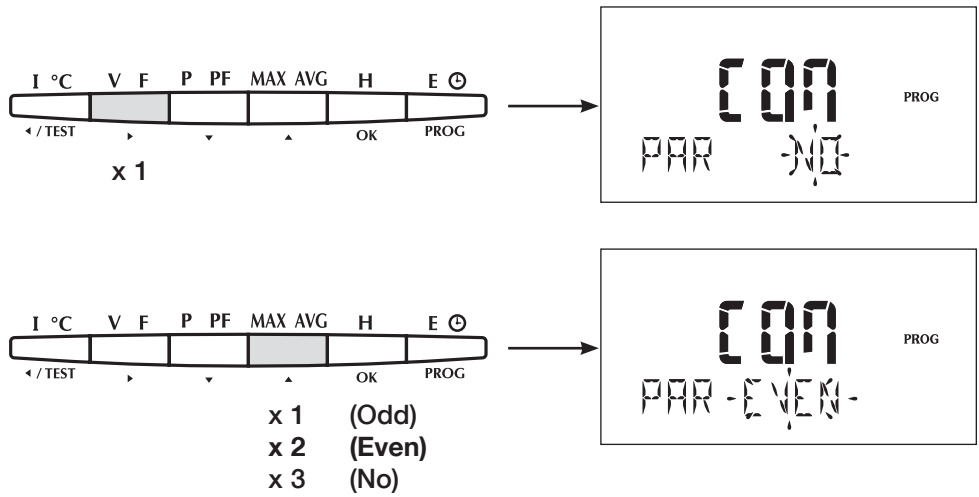 I °C V F P PF MAX AVG H E
/ TEST OK PROG
x 1
COM PROG
PAR NO
I °C V F P PF MAX AVG H E
/ TEST OK PROG
x 1 (Odd)
x 2 (Even)
x 3 (No)
COM PROG
PAR EVEN